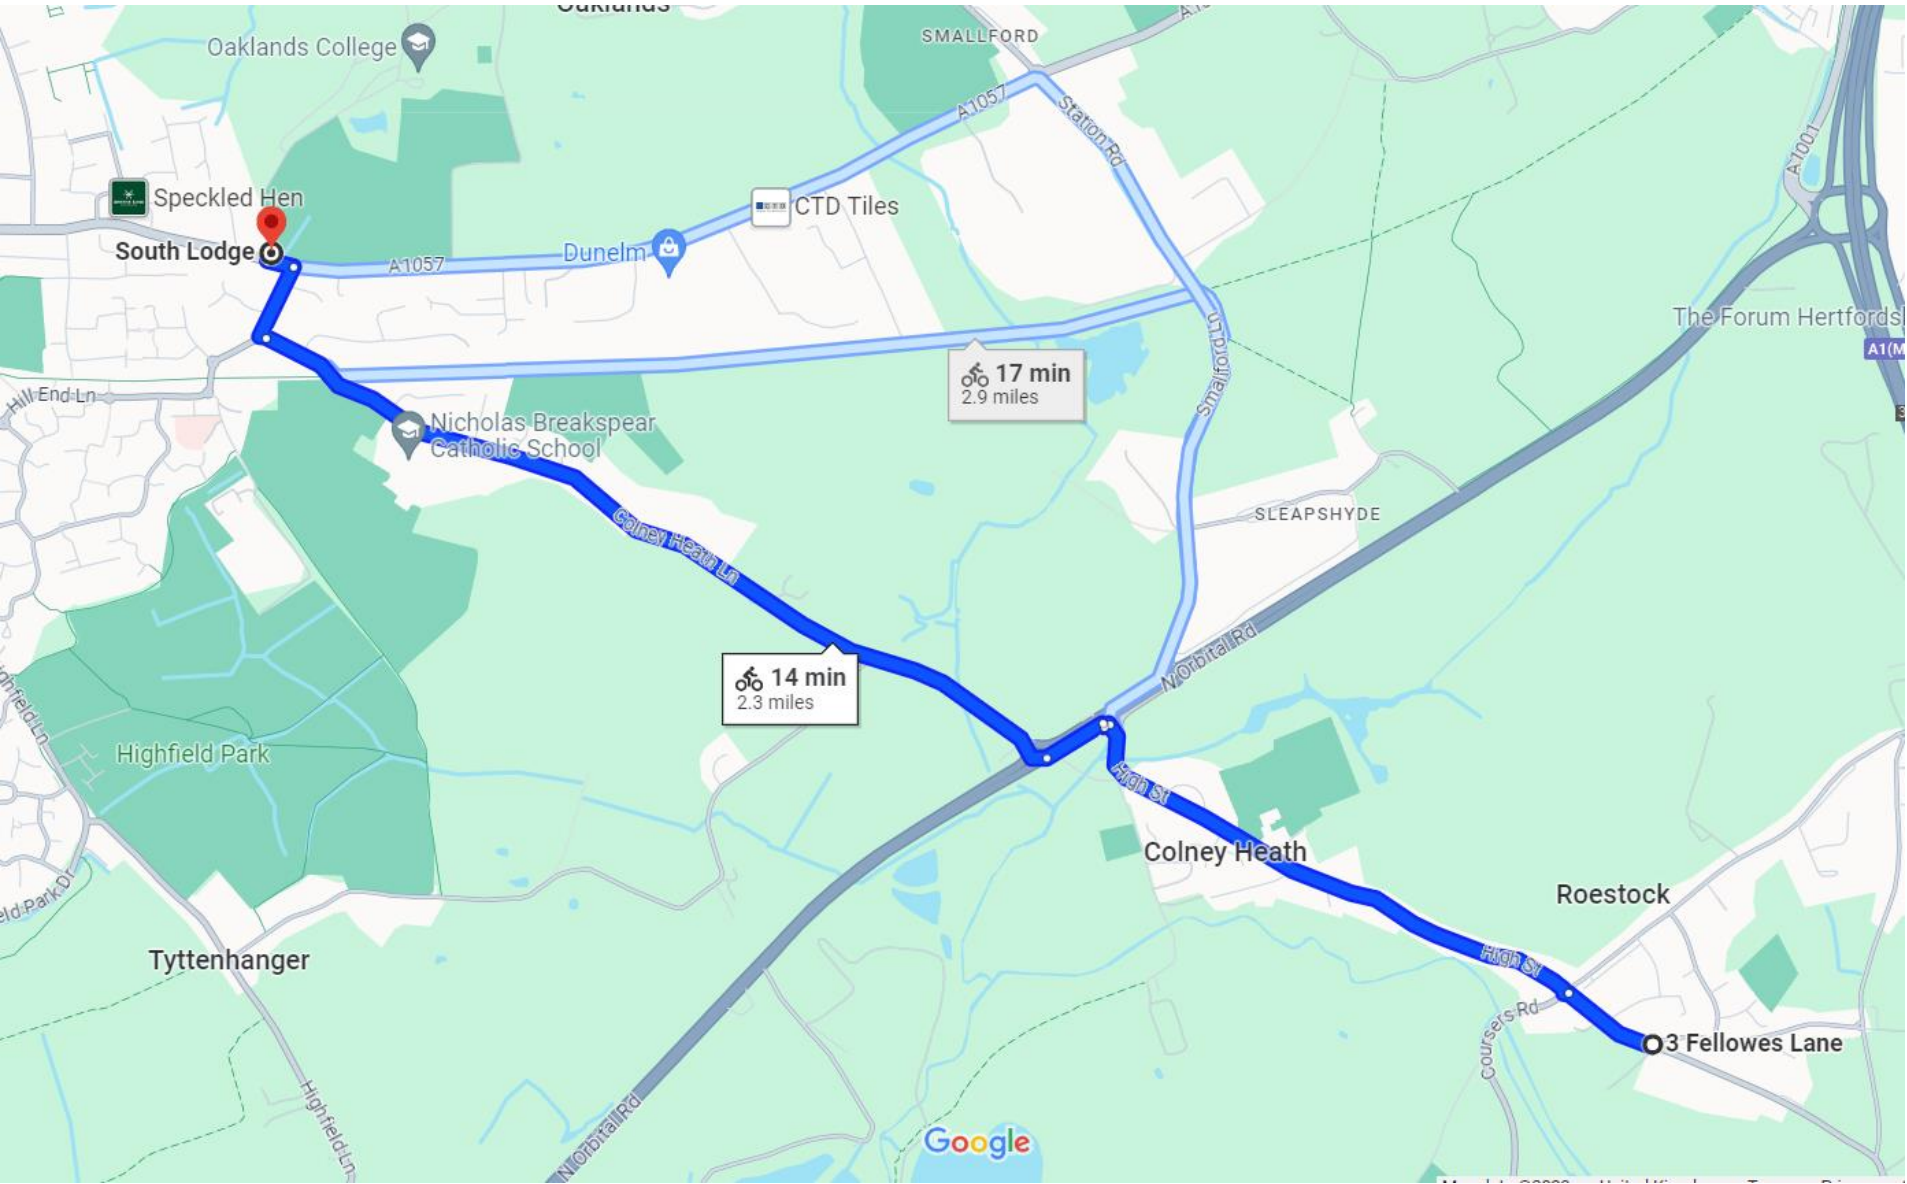 Oaklands
Oaklands College
SMALLFORD
A1057
Station Rd
A1001
Speckled Hen
South Lodge
CTD Tiles
Dunelm
A1057
Smallford Ln
The Forum Hertfords
A1(M
17 min
2.9 miles
Hill End Ln
Nicholas Breakspear
Catholic School
SLEAPSHYDE
Colney Heath Ln
N Orbital Rd
14 min
2.3 miles
Highfield Park
High St
Colney Heath
Roestock
Tyttenhanger
High St
Coursers Rd
3 Fellowes Lane
Highfield Ln
N Orbital Rd
Google